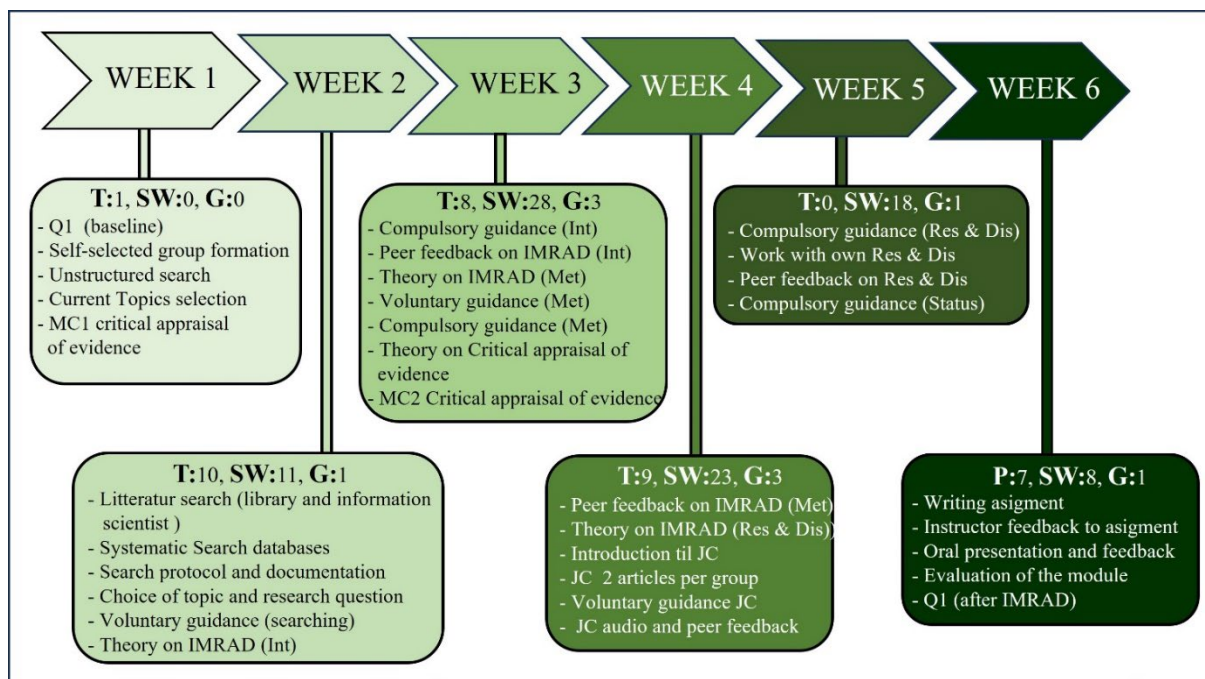 WEEK 1
WEEK 2
WEEK 3
WEEK 4
WEEK 5
WEEK 6
T:1, SW:0, G:0
- Q1 (baseline)
- Self-selected group formation
- Unstructured search
- Current Topics selection
- MC1 critical appraisal
of evidence
T:10, SW:11, G:1
- Litteratur search (library and information
scientist )
- Systematic Search databases
- Search protocol and documentation
- Choice of topic and research question
- Voluntary guidance (searching)
- Theory on IMRAD (Int)
T:8, SW:28, G:3
- Compulsory guidance (Int)
- Peer feedback on IMRAD (Int)
- Theory on IMRAD (Met)
- Voluntary guidance (Met)
- Compulsory guidance (Met)
- Theory on Critical appraisal of
evidence
- MC2 Critical appraisal of evidence
T:9, SW:23, G:3
- Peer feedback on IMRAD (Met)
- Theory on IMRAD (Res & Dis))
- Introduction til JC
- JC 2 articles per group
- Voluntary guidance JC
- JC audio and peer feedback
T:0, SW:18, G:1
- Compulsory guidance (Res & Dis)
- Work with own Res & Dis
- Peer feedback on Res & Dis
- Compulsory guidance (Status)
P:7, SW:8, G:1
- Writing asigment
- Instructor feedback to asigment
- Oral presentation and feedback
- Evaluation of the module
- Q1 (after IMRAD)